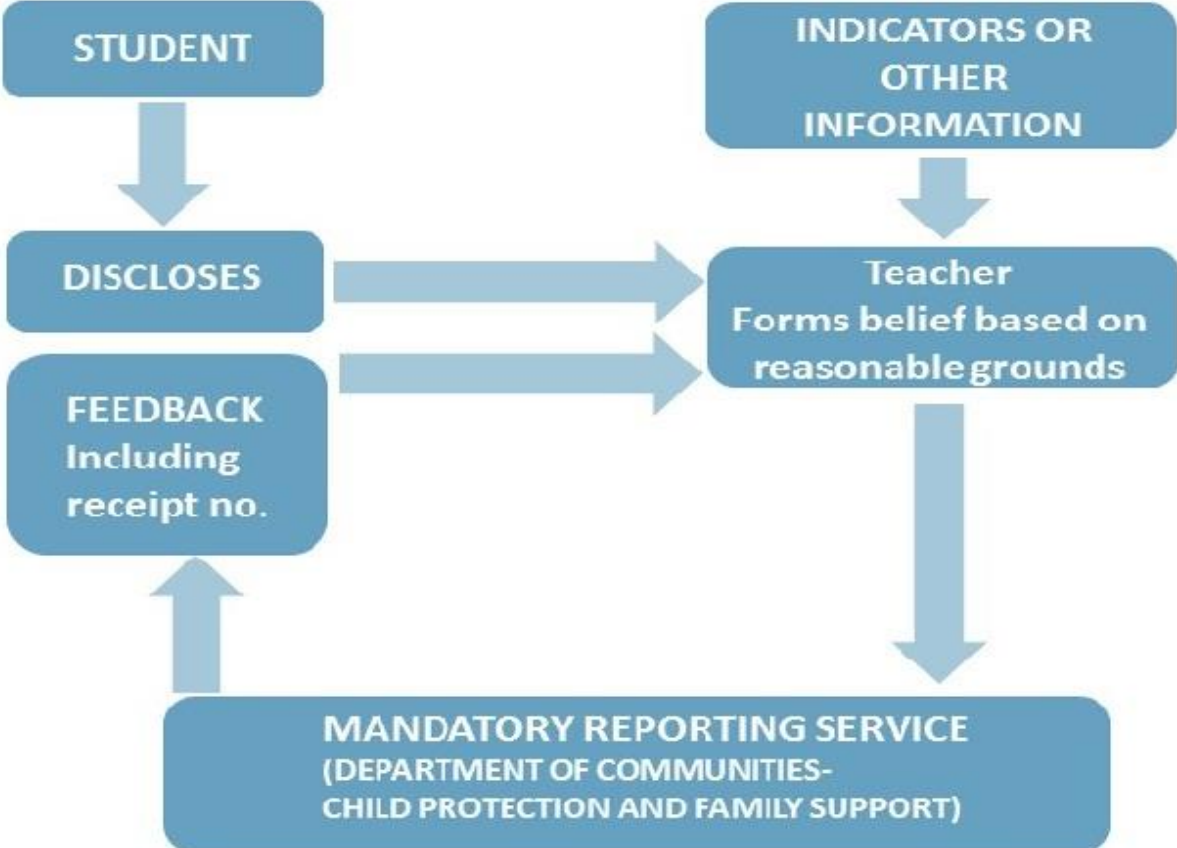 STUDENT
INDICATORS OR
OTHER
INFORMATION
DISCLOSES
Teacher
Forms belief based on
reasonable grounds
FEEDBACK
Including
receipt no.
MANDATORY REPORTING SERVICE
(DEPARTMENT OF COMMUNITIES-
CHILD PROTECTION AND FAMILY SUPPORT)